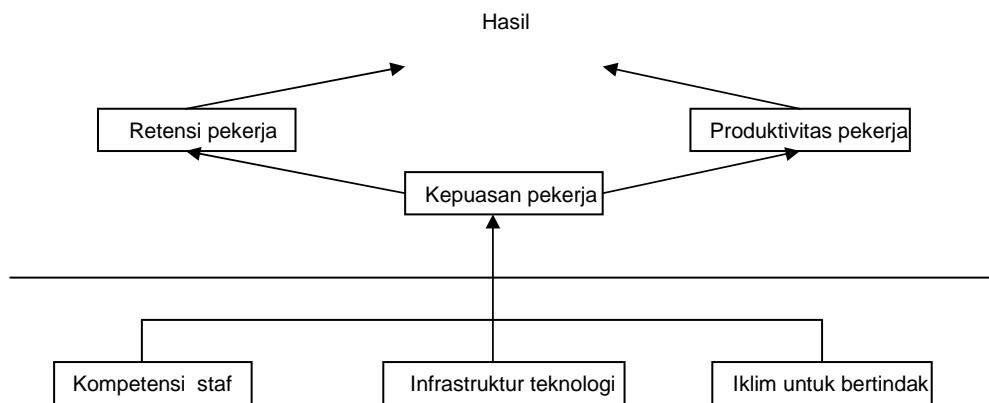 Hasil
Retensi pekerja
Produktivitas pekerja
Kepuasan pekerja
Kompetensi staf
Infrastruktur teknologi
Iklim untuk bertindak